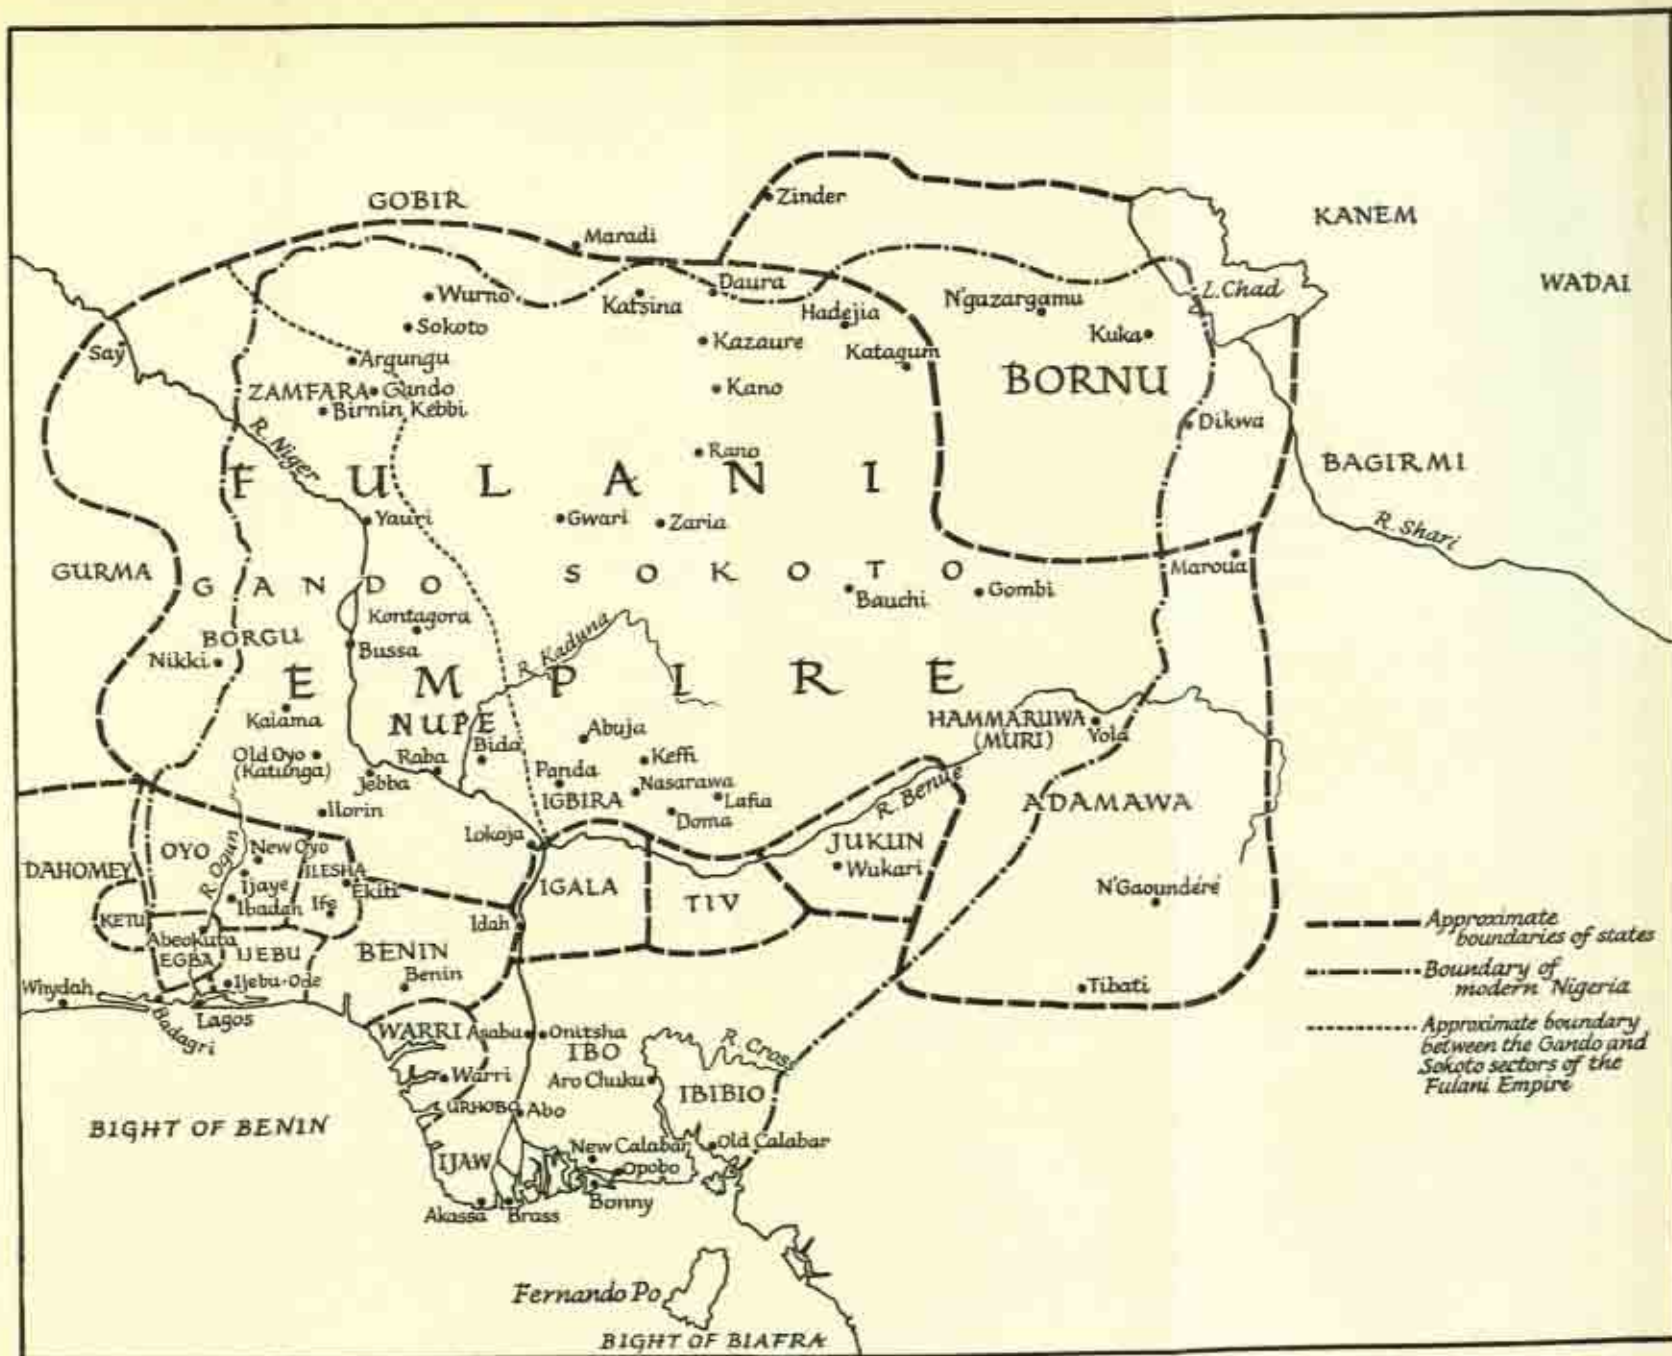 GOBIR
Zinder
KANEM
Maradi
WADAI
Wurno
Katsina
Daura
N'gazargamu
L. Chad
Sokoto
Hadejia
Kuka
Say
Argungu
Kazaure
Katagum
ZAMFARA
Gando
Kano
BORNU
Birnin Kebbi
Dikwa
R. Niger
Rano
BAGIRMI
FULANI
Yauri
Gwari
Zaria
R. Shari
GURMA
GANDO
SOKOTO
Maroua
Bauchi
Gombi
Kontagora
BORGU
Nikki
Bussa
R. Kaduna
EMPIRE
Kaiama
NUPE
HAMMARUWA
(MURI)
Yola
Abuja
Old Oyo
(Katunga)
Raba
Bida
Keffi
Jebba
Panda
Nasarawa
R. Benue
IGBIRA
Lafia
ADAMAWA
Ilorin
Doma
Lokoja
JUKUN
OYO
R. Ogun
New Oyo
DAHOMEY
ILESHA
Wukari
Ijaye
Ekiti
IGALA
N'Gaoundéré
Ibadan
Ife
TIV
KETU
Idah
Abeokuta
EGBA
IJEBU
BENIN
Benin
Whydah
Ijebu-Ode
Tibati
Lagos
Badagri
WARRI
Asaba
Onitsha
IBO
R. Cross
Warri
Aro Chuku
IBIBIO
URHOBO
Abo
BIGHT OF BENIN
New Calabar
Old Calabar
IJAW
Opobo
Bonny
Akassa
Brass
Fernando Po
BIGHT OF BIAFRA
Approximate
boundaries of states
Boundary of
modern Nigeria
Approximate boundary
between the Gando and
Sokoto sectors of the
Fulani Empire